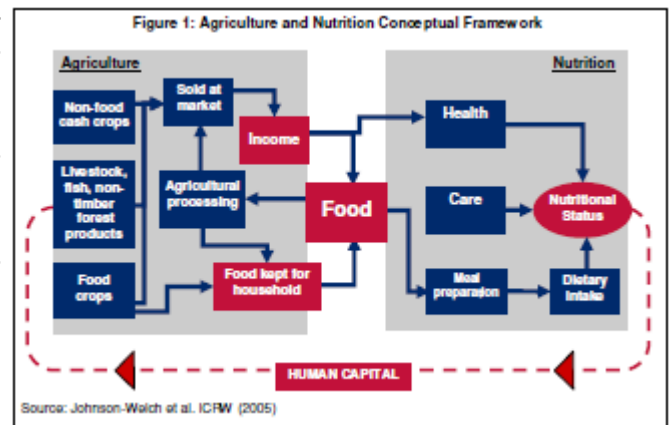 Figure 1: Agriculture and Nutrition Conceptual Framework
Agriculture
Nutrition
Non-food
cash crops
Sold at
market
Income
Health
Livestock,
fish, non-
timber
forest
products
Agricultural
processing
Food
Care
Nutritional
Status
Food
crops
Food kept for
household
Meal
preparation
Dietary
Intake
HUMAN CAPITAL
Source: Johnson-Welch et al. ICRW (2005)